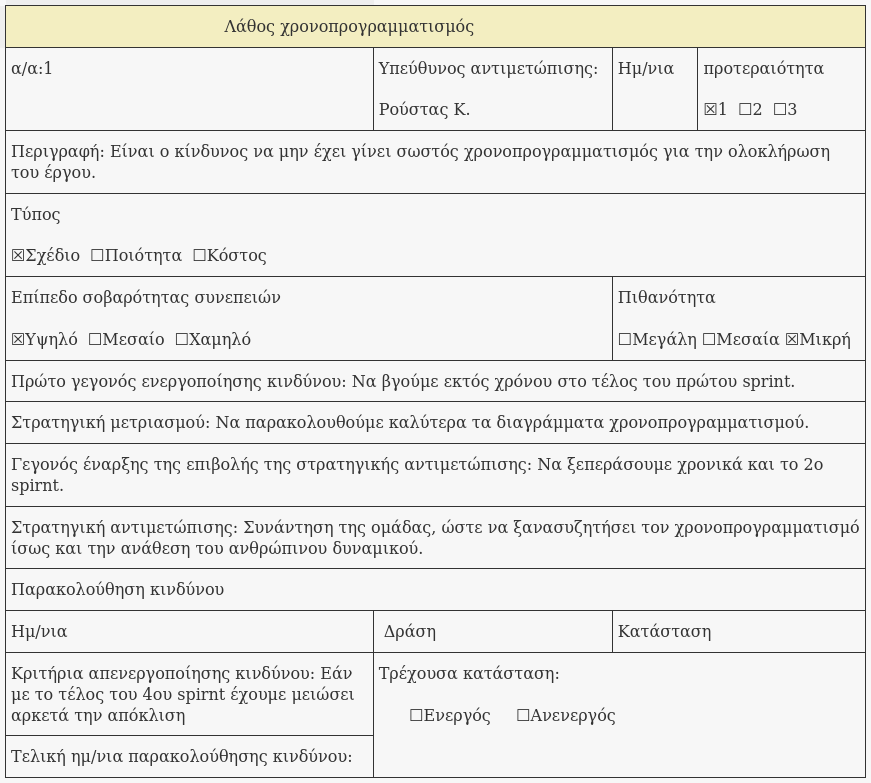 Λάθος χρονοπρογραμματισμός
α/α:1
Υπεύθυνος αντιμετώπισης:
Ρούστας Κ.
Ημ/νια
προτεραιότητα
☒1 ☐2 ☐3
Περιγραφή: Είναι ο κίνδυνος να μην έχει γίνει σωστός χρονοπρογραμματισμός για την ολοκλήρωση
του έργου.
Τύπος
☒Σχέδιο ☐Ποιότητα ☐Κόστος
Επίπεδο σοβαρότητας συνεπειών
☒Υψηλό ☐Μεσαίο ☐Χαμηλό
Πιθανότητα
☐Μεγάλη ☐Μεσαία ☒Μικρή
Πρώτο γεγονός ενεργοποίησης κινδύνου: Να βγούμε εκτός χρόνου στο τέλος του πρώτου sprint.
Στρατηγική μετριασμού: Να παρακολουθούμε καλύτερα τα διαγράμματα χρονοπρογραμματισμού.
Γεγονός έναρξης της επιβολής της στρατηγικής αντιμετώπισης: Να ξεπεράσουμε χρονικά και το 2ο
spirnt.
Στρατηγική αντιμετώπισης: Συνάντηση της ομάδας, ώστε να ξανασυζητήσει τον χρονοπρογραμματισμό
ίσως και την ανάθεση του ανθρώπινου δυναμικού.
Παρακολούθηση κινδύνου
Ημ/νια
Δράση
Κατάσταση
Κριτήρια απενεργοποίησης κινδύνου: Εάν
με το τέλος του 4ου spirnt έχουμε μειώσει
αρκετά την απόκλιση
Τρέχουσα κατάσταση:
☐Ενεργός ☐Ανενεργός
Τελική ημ/νια παρακολούθησης κινδύνου: